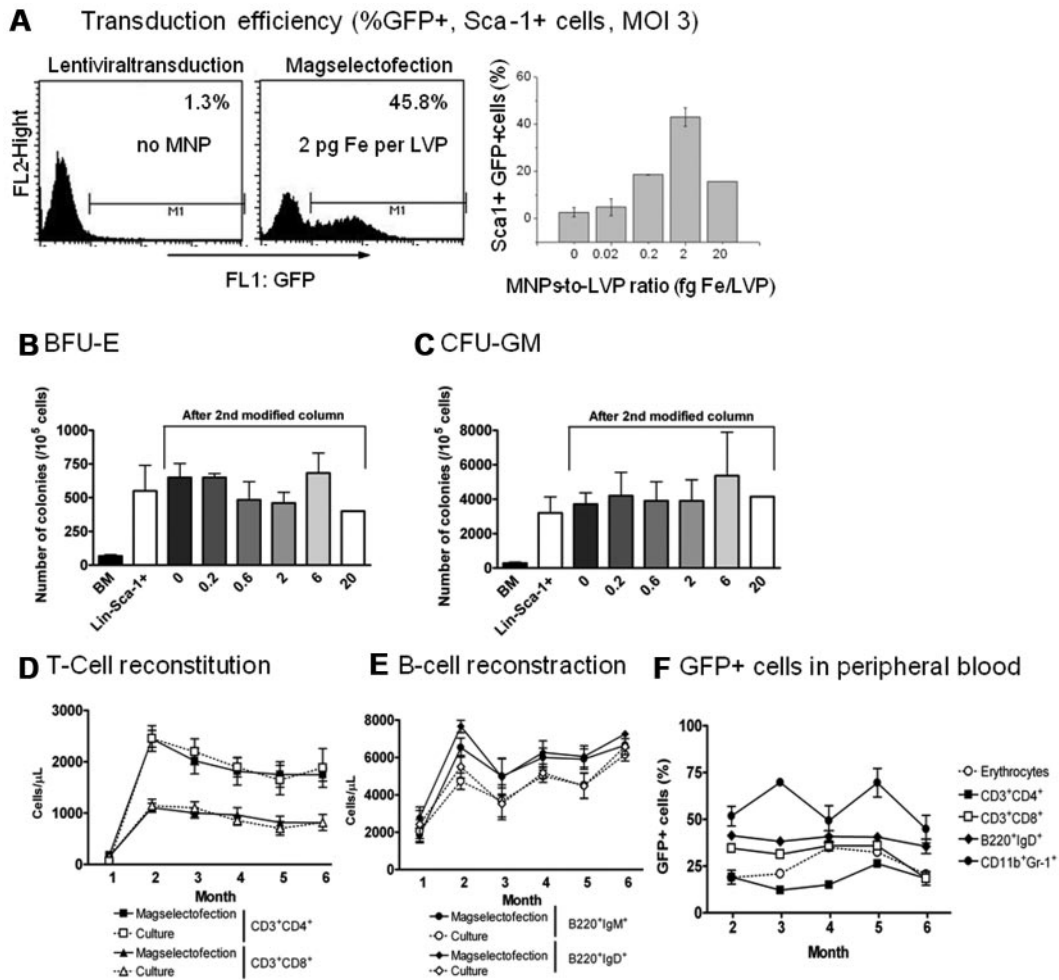 A Transduction efficiency (%GFP+, Sca-1+ cells, MOI 3)
Lentiviraltransduction
1.3%
no MNP
M1
Magselectofection
45.8%
2 pg Fe per LVP
M1
FL2-Hight
FL1: GFP
Sca1+ GFP+cells (%)
60
40
20
0
0 0.02 0.2 2 20
MNPs-to-LVP ratio (fg Fe/LVP)
B BFU-E
After 2nd modified column
Number of colonies (/10⁵ cells)
1000
750
500
250
0
BM Lin-Sca-1+ 0 0.2 0.6 2 6 20
C CFU-GM
After 2nd modified column
Number of colonies (/10⁵ cells)
8000
6000
4000
2000
0
BM Lin-Sca-1+ 0 0.2 0.6 2 6 20
D T-Cell reconstitution
Cells/µL
3000
2000
1000
0
1 2 3 4 5 6
Month
Magselectofection
Culture
CD3⁺CD4⁺
Magselectofection
Culture
CD3⁺CD8⁺
E B-cell reconstraction
Cells/µL
8000
6000
4000
2000
0
1 2 3 4 5 6
Month
Magselectofection
Culture
B220⁺IgM⁺
Magselectofection
Culture
B220⁺IgD⁺
F GFP+ cells in peripheral blood
GFP+ cells (%)
100
75
50
25
0
2 3 4 5 6
Month
Erythrocytes
CD3⁺CD4⁺
CD3⁺CD8⁺
B220⁺IgD⁺
CD11b⁺Gr-1⁺